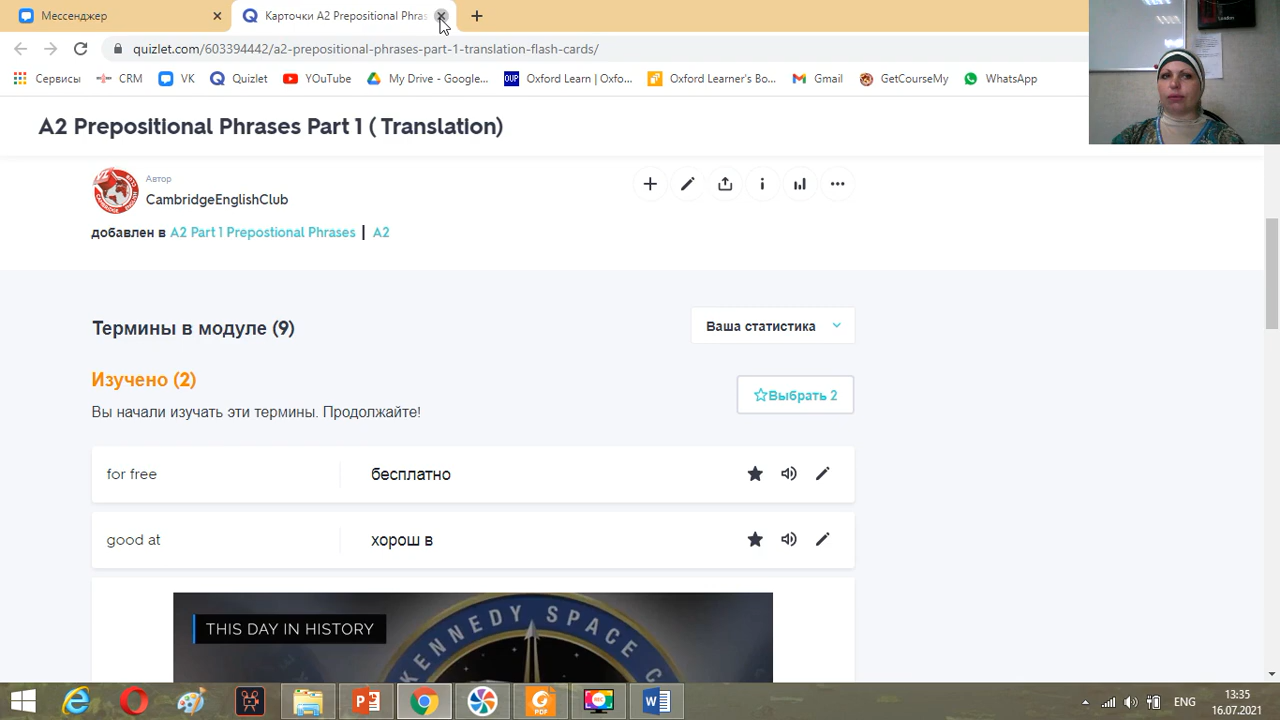 Мессенджер
Карточки A2 Prepositional Phras
quizlet.com/603394442/a2-prepositional-phrases-part-1-translation-flash-cards/
Сервисы
CRM
VK
Quizlet
YOUTube
My Drive - Google...
OUP
Oxford Learn | Oxfo...
Oxford Learner's Bo...
Gmail
GetCourseMy
WhatsApp
A2 Prepositional Phrases Part 1 ( Translation)
Автор
CambridgeEnglishClub
добавлен в A2 Part 1 Prepostional Phrases | A2
Термины в модуле (9)
Ваша статистика
Изучено (2)
Выбрать 2
Вы начали изучать эти термины. Продолжайте!
for free
бесплатно
good at
хорош в
THIS DAY IN HISTORY
KENNEDY SPACE C
PDF
ENG
13:35
16.07.2021